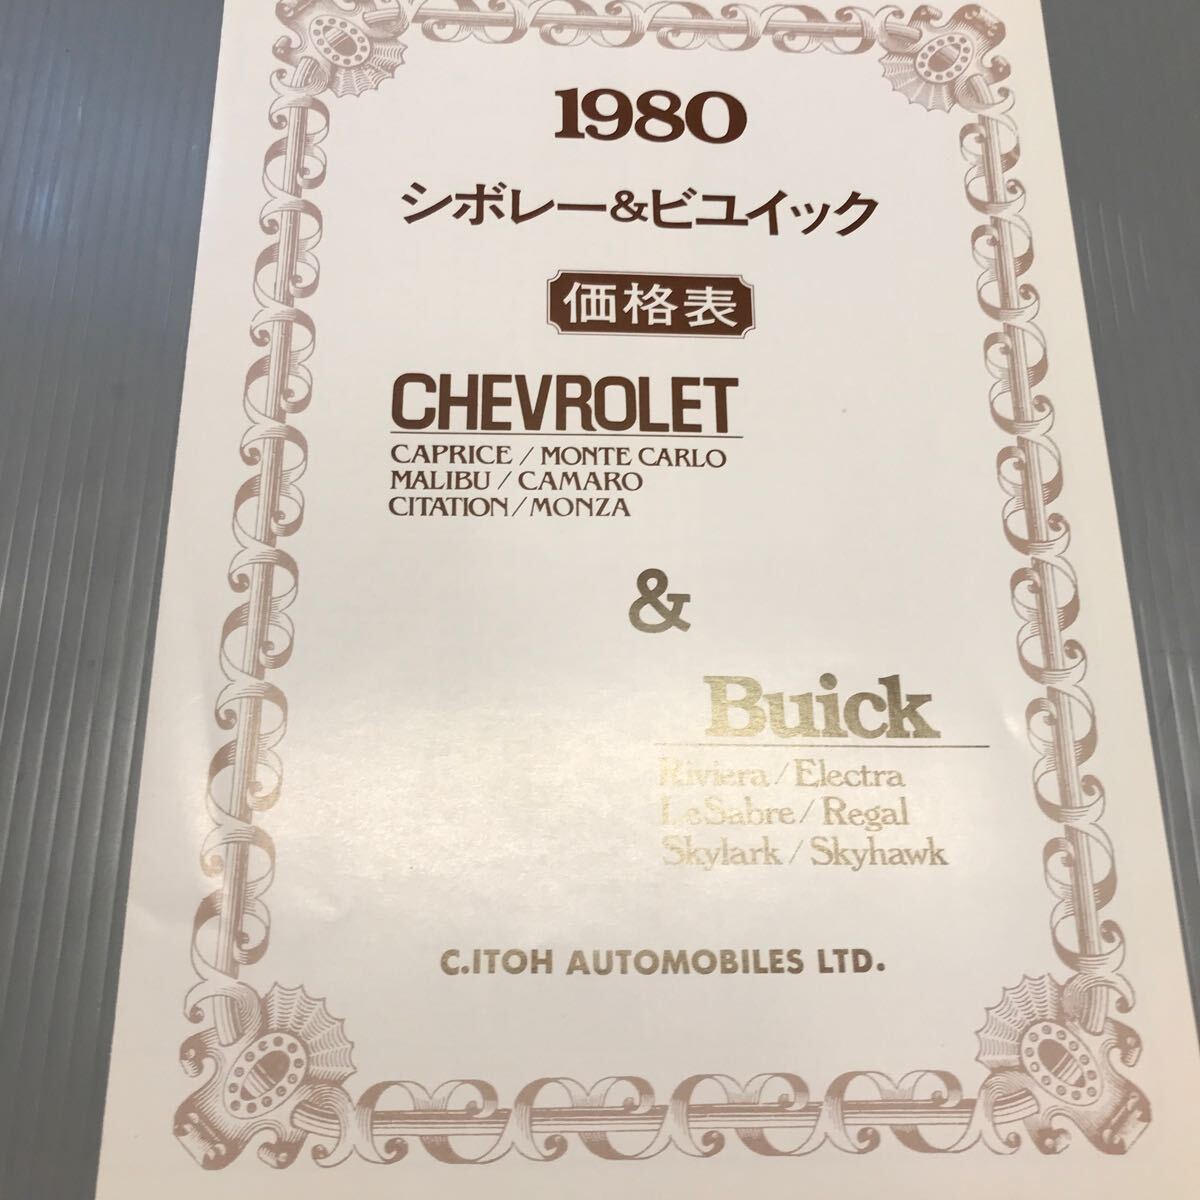 1980
シボレー&ビユイック
価格表
CHEVROLET
CAPRICE / MONTE CARLO
MALIBU / CAMARO
CITATION / MONZA
&
Buick
Riviera / Electra
LeSabre / Regal
Skylark / Skyhawk
C.ITOH AUTOMOBILES LTD.